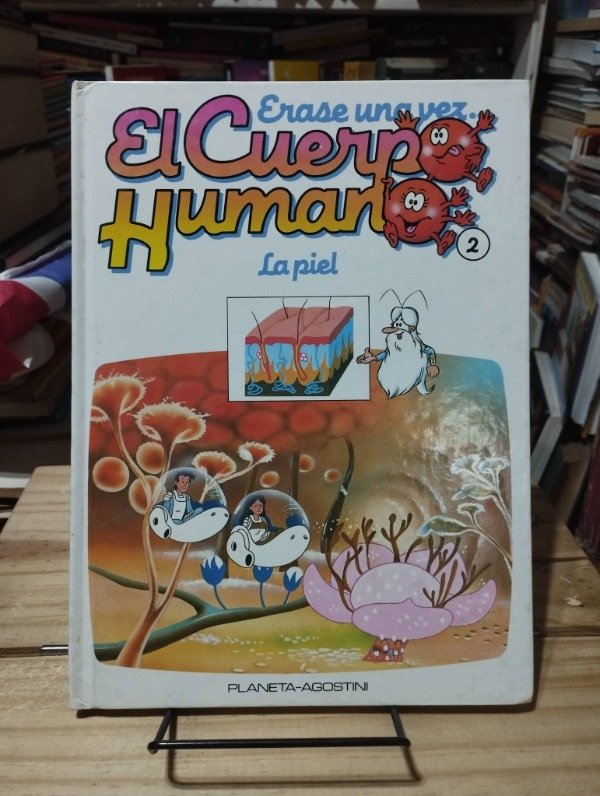 Erase una vez...
El Cuerpo
Humano
2
La piel
PLANETA-AGOSTINI